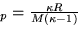 ₚ = κR / M(κ−1)